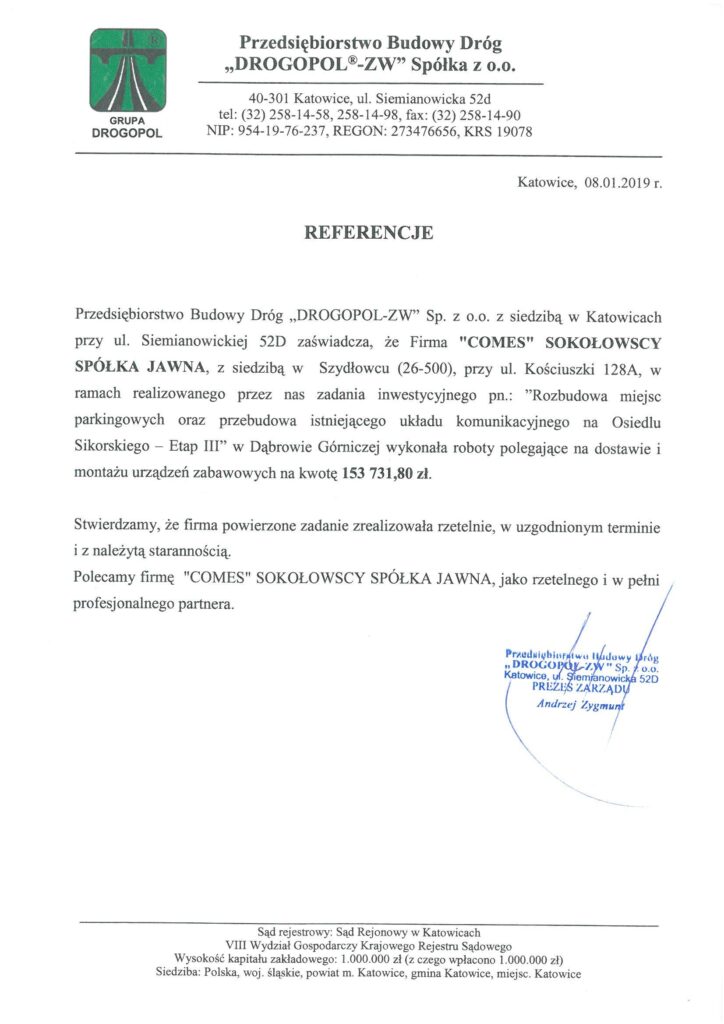 Przedsiębiorstwo Budowy Dróg
„DROGOPOL®-ZW” Spółka z o.o.
®
GRUPA
DROGOPOL
40-301 Katowice, ul. Siemianowicka 52d
tel: (32) 258-14-58, 258-14-98, fax: (32) 258-14-90
NIP: 954-19-76-237, REGON: 273476656, KRS 19078
Katowice, 08.01.2019 r.
REFERENCJE
Przedsiębiorstwo Budowy Dróg „DROGOPOL-ZW” Sp. z o.o. z siedzibą w Katowicach
przy ul. Siemianowickiej 52D zaświadcza, że Firma "COMES" SOKOŁOWSCY
SPÓŁKA JAWNA, z siedzibą w Szydłowcu (26-500), przy ul. Kościuszki 128A, w
ramach realizowanego przez nas zadania inwestycyjnego pn.: ”Rozbudowa miejsc
parkingowych oraz przebudowa istniejącego układu komunikacyjnego na Osiedlu
Sikorskiego – Etap III” w Dąbrowie Górniczej wykonała roboty polegające na dostawie i
montażu urządzeń zabawowych na kwotę 153 731,80 zł.
Stwierdzamy, że firma powierzone zadanie zrealizowała rzetelnie, w uzgodnionym terminie
i z należytą starannością.
Polecamy firmę "COMES" SOKOŁOWSCY SPÓŁKA JAWNA, jako rzetelnego i w pełni
profesjonalnego partnera.
Przedsiębiorstwo Budowy Dróg
„DROGOPOL-ZW” Sp. z o.o.
Katowice, ul. Siemianowicka 52D
PREZES ZARZĄDU
Andrzej Zygmunt
Sąd rejestrowy: Sąd Rejonowy w Katowicach
VIII Wydział Gospodarczy Krajowego Rejestru Sądowego
Wysokość kapitału zakładowego: 1.000.000 zł (z czego wpłacono 1.000.000 zł)
Siedziba: Polska, woj. śląskie, powiat m. Katowice, gmina Katowice, miejsc. Katowice